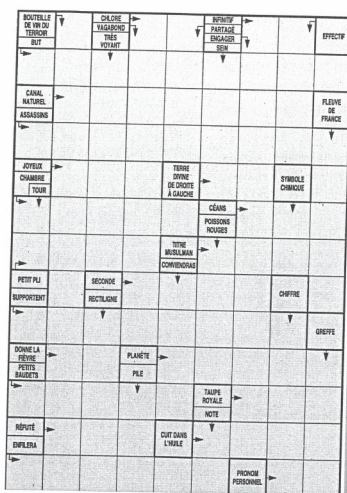 BOUTEILLE
DE VIN DU
TERROIR
BUT
CHLORE
VAGABOND
TRÈS
VOYANT
INFINITIF
PARTAGÉ
ENGAGER
SEIN
EFFECTIF
CANAL
NATUREL
ASSASSINS
FLEUVE
DE
FRANCE
JOYEUX
CHAMBRE
TOUR
TERRE
DIVINE
DE DROITE
À GAUCHE
SYMBOLE
CHIMIQUE
CÉANS
POISSONS
ROUGES
TITRE
MUSULMAN
CONVIENDRAS
PETIT PLI
SUPPORTENT
SECONDE
RECTILIGNE
CHIFFRE
GREFFE
DONNE LA
FIÈVRE
PETITS
BAUDETS
PLANÈTE
PILE
TAUPE
ROYALE
NOTE
RÉFUTÉ
ENFILERA
CUIT DANS
L'HUILE
PRONOM
PERSONNEL